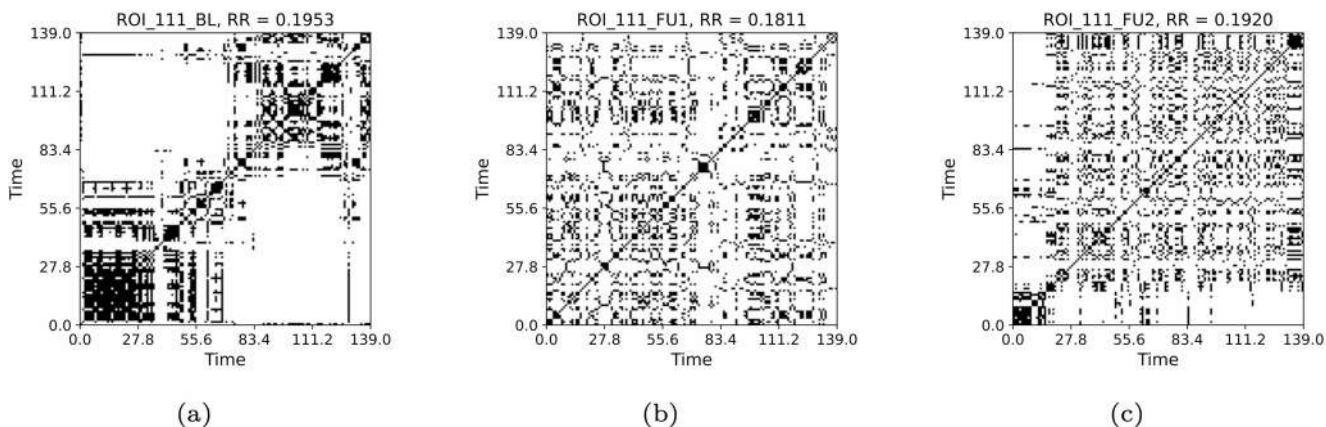 ROI_111_BL, RR = 0.1953
139.0
111.2
83.4
55.6
27.8
0.0
Time
0.0 27.8 55.6 83.4 111.2 139.0
Time
(a)
ROI_111_FU1, RR = 0.1811
139.0
111.2
83.4
55.6
27.8
0.0
Time
0.0 27.8 55.6 83.4 111.2 139.0
Time
(b)
ROI_111_FU2, RR = 0.1920
139.0
111.2
83.4
55.6
27.8
0.0
Time
0.0 27.8 55.6 83.4 111.2 139.0
Time
(c)